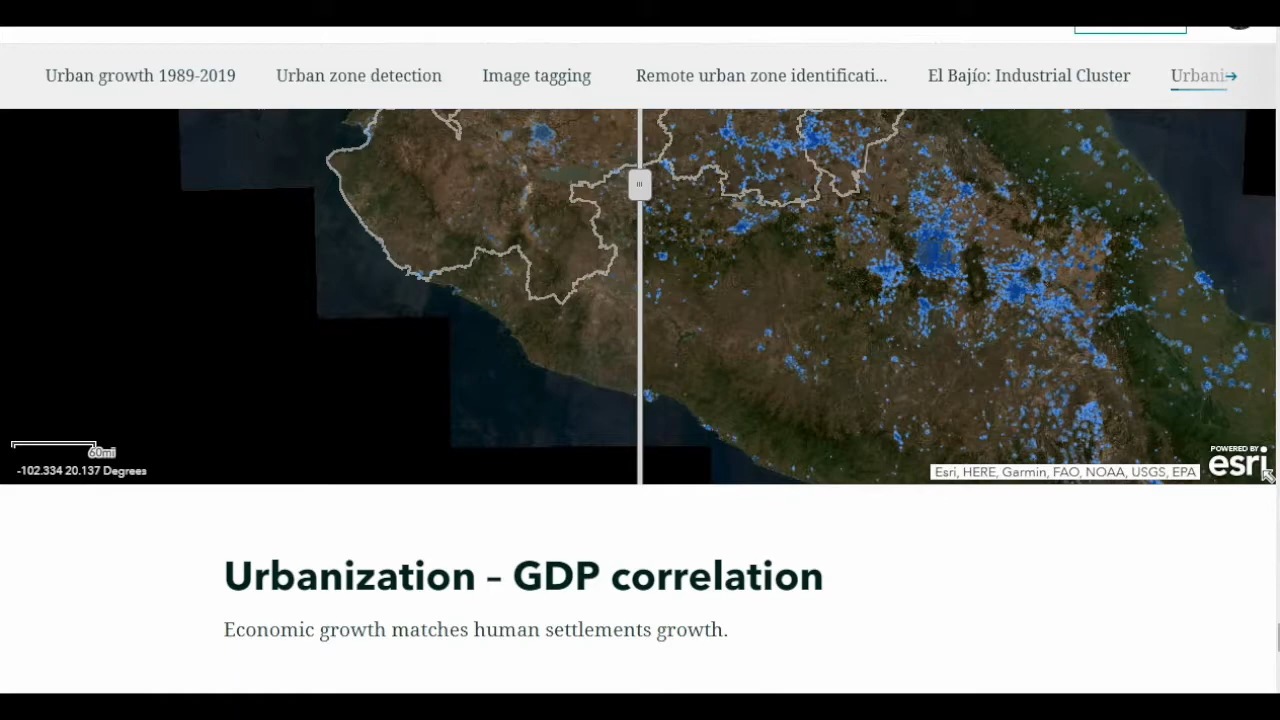 Urban growth 1989-2019
Urban zone detection
Image tagging
Remote urban zone identificati...
El Bajío: Industrial Cluster
Urbani
60mi
-102.334 20.137 Degrees
POWERED BY
esri
Esri, HERE, Garmin, FAO, NOAA, USGS, EPA
Urbanization – GDP correlation
Economic growth matches human settlements growth.